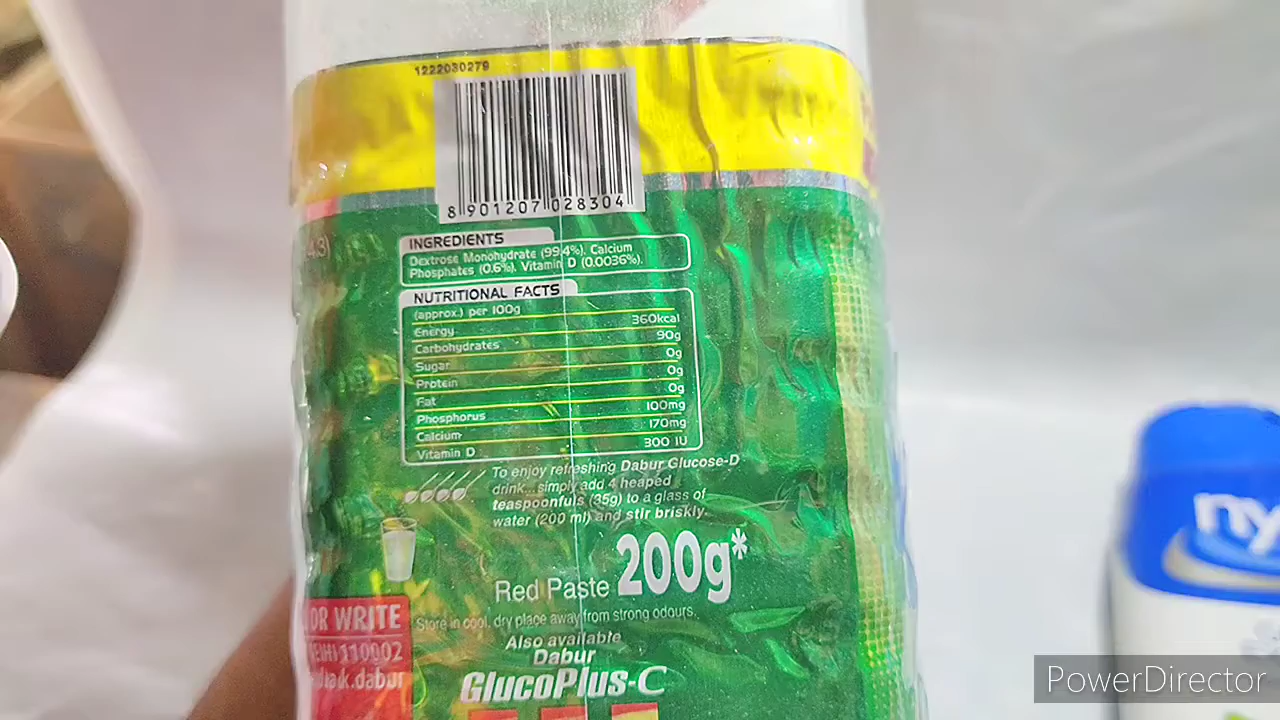 1222030279
8 901207 028304
INGREDIENTS
Dextrose Monohydrate (99.4%), Calcium
Phosphates (0.6%), Vitamin D (0.0036%).
NUTRITIONAL FACTS
(approx.) per 100g
Energy 360kcal
Carbohydrates 90g
Sugar 0g
Protein 0g
Fat 0g
Phosphorus 100mg
Calcium 170mg
Vitamin D 300 IU
To enjoy refreshing Dabur Glucose-D
drink...simply add 4 heaped
teaspoonfuls (35g) to a glass of
water (200 ml) and stir briskly.
Red Paste 200g*
Store in cool, dry place away from strong odours.
Also available
Dabur
GlucoPlus-C
OR WRITE
110002
.dabur
ny
PowerDirector